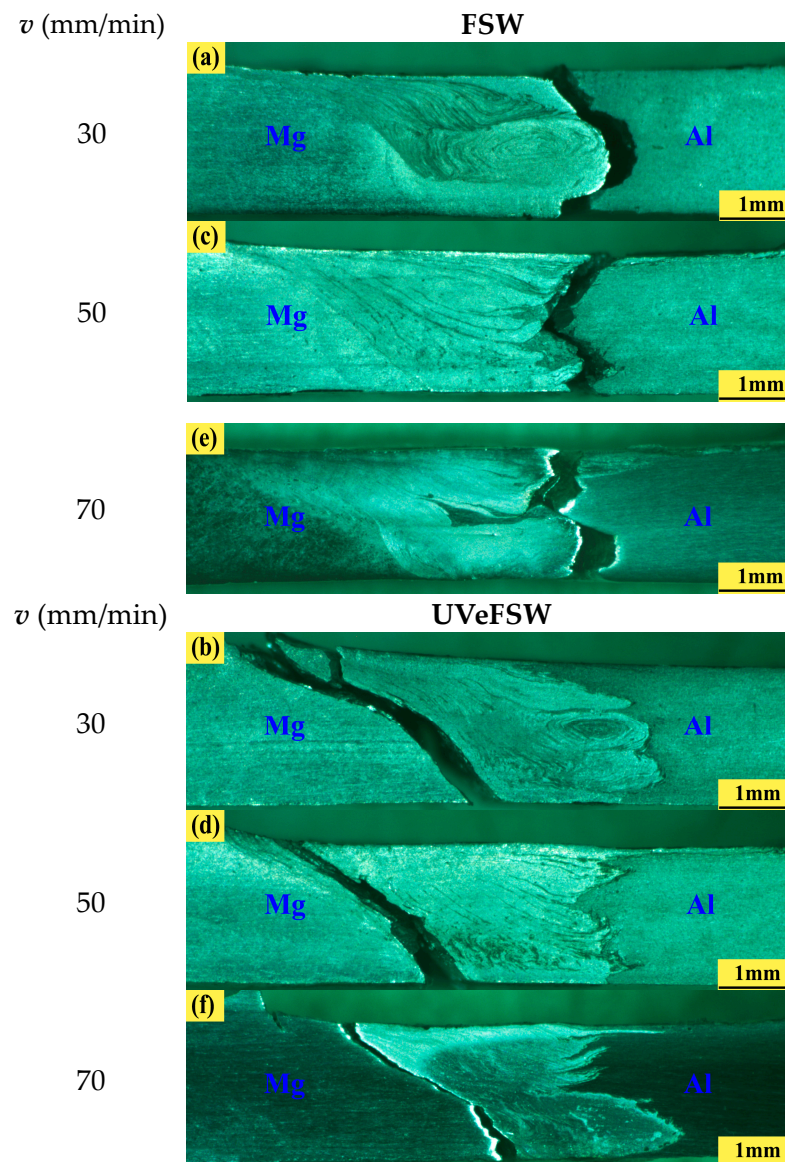 v (mm/min) FSW
(a)
30 Mg Al
1mm
(c)
50 Mg Al
1mm
(e)
70 Mg Al
1mm
v (mm/min) UVeFSW
(b)
30 Mg Al
1mm
(d)
50 Mg Al
1mm
(f)
70 Mg Al
1mm